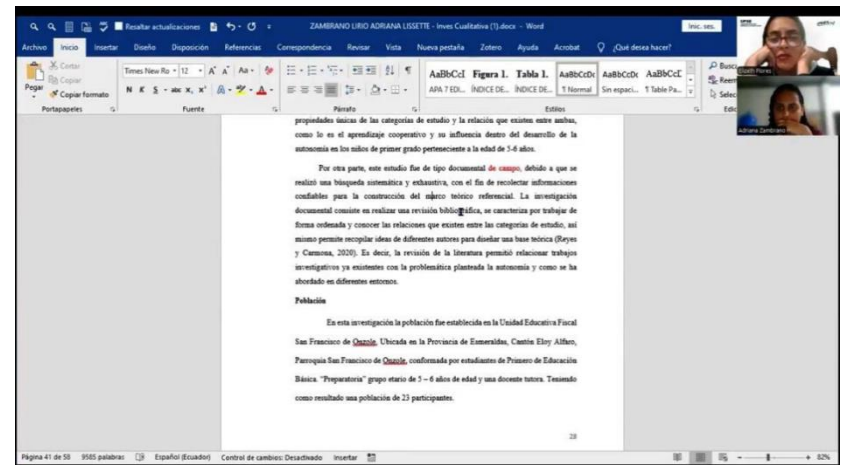 Resaltar actualizaciones
ZAMBRANO LIRIO ADRIANA LISSETTE - Inves Cualitativa (1).docx - Word
Inic. ses.
Archivo Inicio Insertar Diseño Disposición Referencias Correspondencia Revisar Vista Nueva pestaña Zotero Ayuda Acrobat ¿Qué desea hacer?
Cortar
Copiar
Copiar formato
Pegar
Times New Ro 12
N K S abc x, x²
AaBbCcI Figura 1. Tabla 1. AaBbCcDc AaBbCcDc AaBbCcC
APA 7 EDI... ÍNDICE DE... ÍNDICE DE... ¶ Normal Sin espaci... ¶ Table Pa...
Portapapeles Fuente Párrafo Estilos
Adriana Zambrano
propiedades únicas de las categorías de estudio y la relación que existen entre ambas,
como lo es el aprendizaje cooperativo y su influencia dentro del desarrollo de la
autonomía en los niños de primer grado perteneciente a la edad de 5-6 años.
Por otra parte, este estudio fue de tipo documental de campo, debido a que se
realizó una búsqueda sistemática y exhaustiva, con el fin de recolectar informaciones
confiables para la construcción del marco teórico referencial. La investigación
documental consiste en realizar una revisión bibliográfica, se caracteriza por trabajar de
forma ordenada y conocer las relaciones que existen entre las categorías de estudio, así
mismo permite recopilar ideas de diferentes autores para diseñar una base teórica (Reyes
y Carmona, 2020). Es decir, la revisión de la literatura permitió relacionar trabajos
investigativos ya existentes con la problemática planteada la autonomía y como se ha
abordado en diferentes entornos.
Población
En esta investigación la población fue establecida en la Unidad Educativa Fiscal
San Francisco de Onzole, Ubicada en la Provincia de Esmeraldas, Cantón Eloy Alfaro,
Parroquia San Francisco de Onzole, conformada por estudiantes de Primero de Educación
Básica. "Preparatoria" grupo etario de 5 – 6 años de edad y una docente tutora. Teniendo
como resultado una población de 23 participantes.
28
Página 41 de 58 9585 palabras Español (Ecuador) Control de cambios: Desactivado Insertar 82%